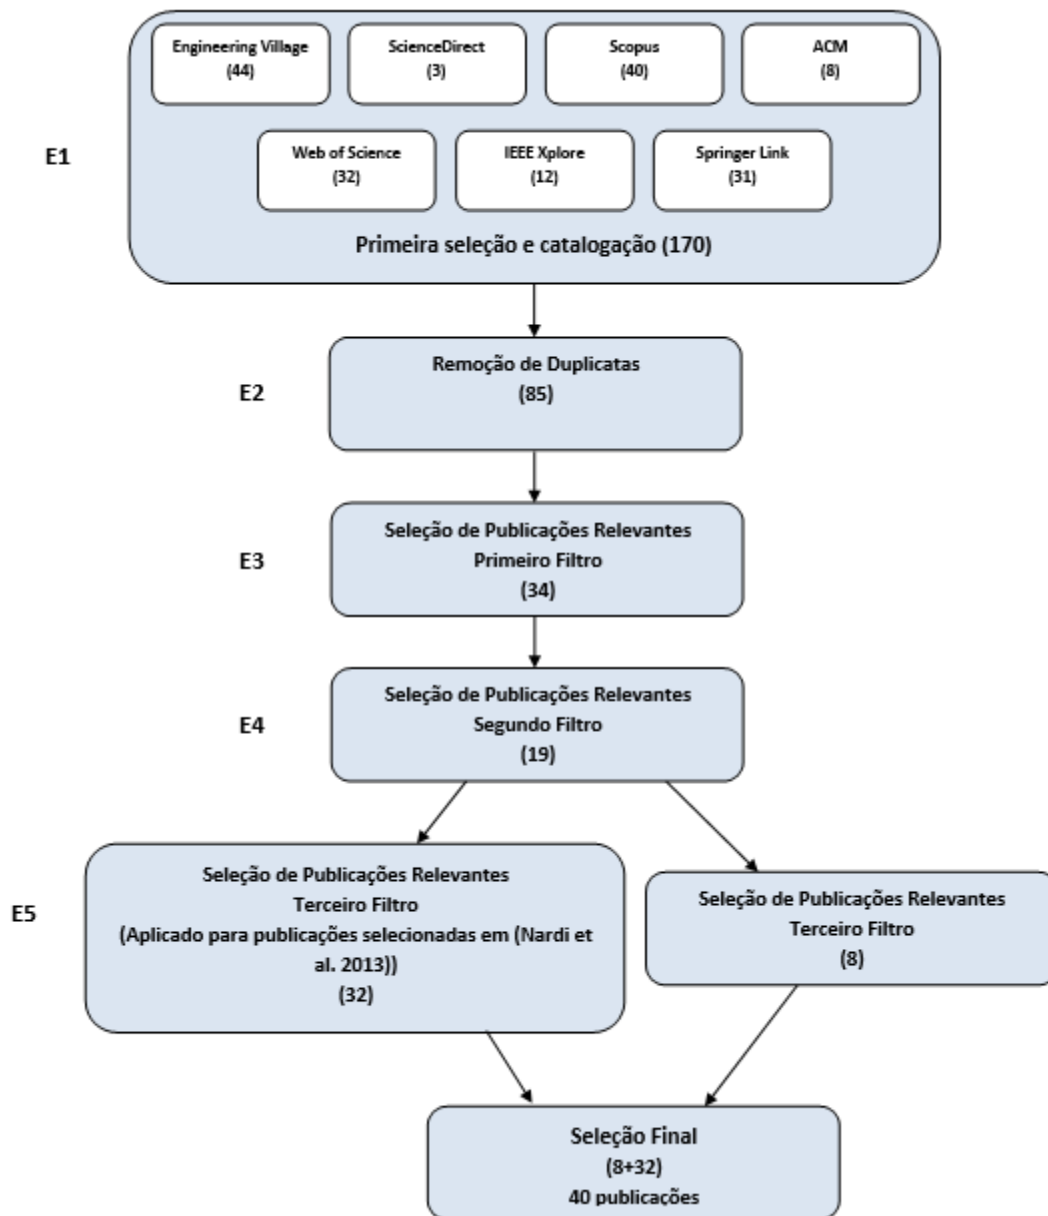 Engineering Village
(44)
ScienceDirect
(3)
Scopus
(40)
ACM
(8)
E1
Web of Science
(32)
IEEE Xplore
(12)
Springer Link
(31)
Primeira seleção e catalogação (170)
E2
Remoção de Duplicatas
(85)
E3
Seleção de Publicações Relevantes
Primeiro Filtro
(34)
E4
Seleção de Publicações Relevantes
Segundo Filtro
(19)
E5
Seleção de Publicações Relevantes
Terceiro Filtro
(Aplicado para publicações selecionadas em (Nardi et
al. 2013))
(32)
Seleção de Publicações Relevantes
Terceiro Filtro
(8)
Seleção Final
(8+32)
40 publicações